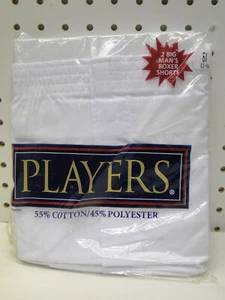 2 BIG
MAN'S
BOXER
SHORTS
PLAYERS®
55% COTTON/45% POLYESTER